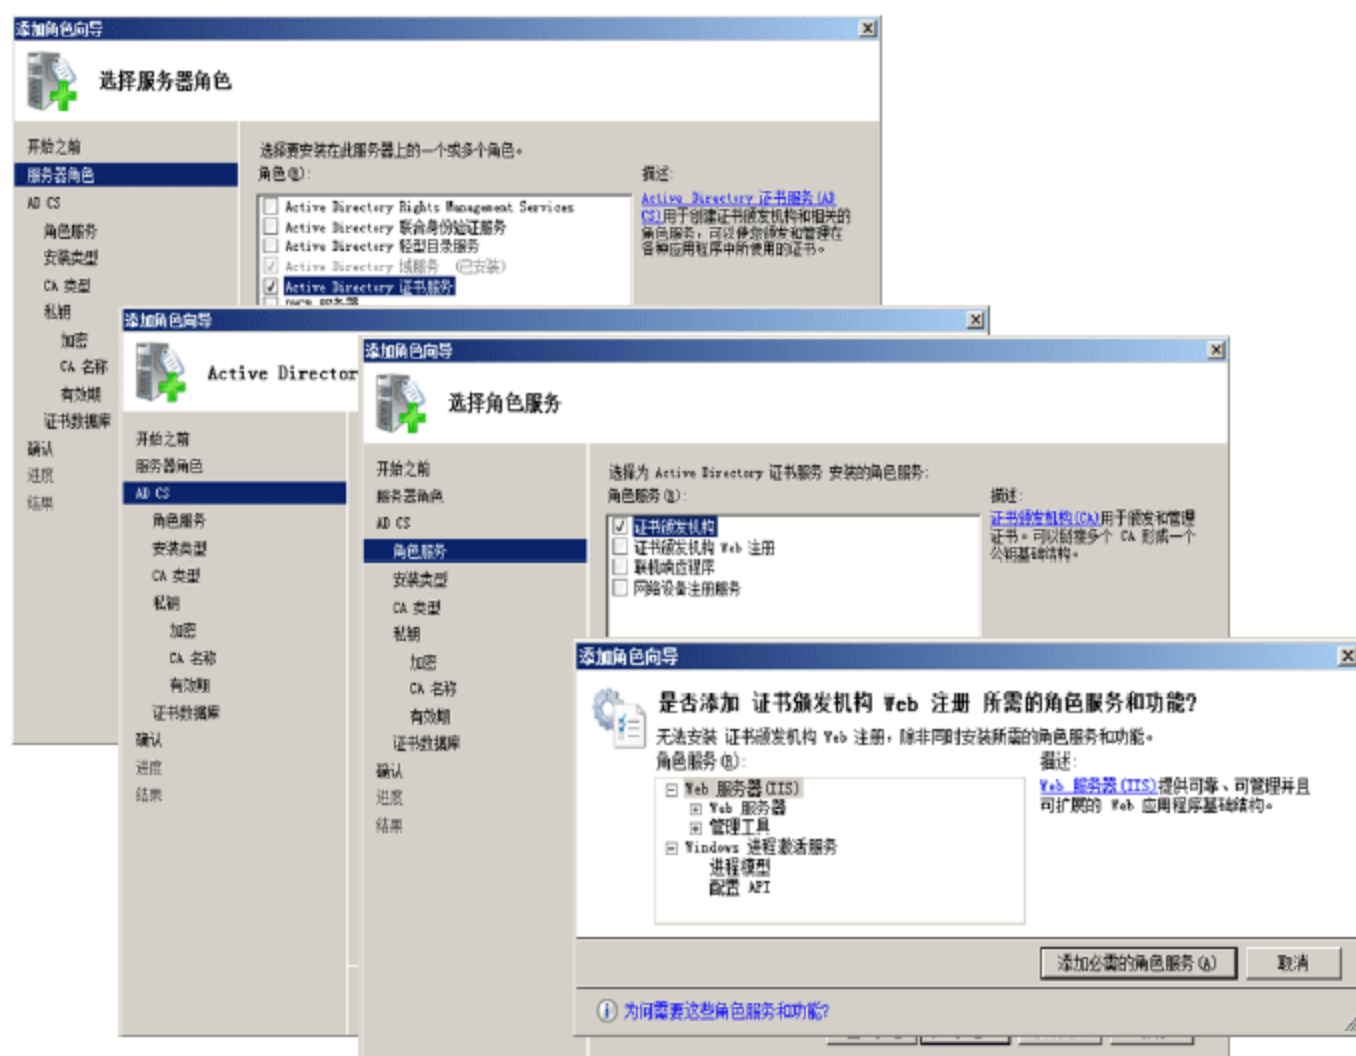 添加角色向导
选择服务器角色
开始之前
服务器角色
AD CS
角色服务
安装类型
CA 类型
私钥
加密
CA 名称
有效期
证书数据库
确认
进度
结果
选择要安装在此服务器上的一个或多个角色。
角色(R):
Active Directory Rights Management Services
Active Directory 联合身份验证服务
Active Directory 轻型目录服务
Active Directory 域服务 (已安装)
Active Directory 证书服务
描述:
Active Directory 证书服务(AD
CS)用于创建证书颁发机构和相关的
角色服务，可以使您颁发和管理在
各种应用程序中所使用的证书。
添加角色向导
Active Director
开始之前
服务器角色
AD CS
角色服务
安装类型
CA 类型
私钥
加密
CA 名称
有效期
证书数据库
确认
进度
结果
添加角色向导
选择角色服务
开始之前
服务器角色
AD CS
角色服务
安装类型
CA 类型
私钥
加密
CA 名称
有效期
证书数据库
确认
进度
结果
选择为 Active Directory 证书服务 安装的角色服务:
角色服务(R):
证书颁发机构
证书颁发机构 Web 注册
联机响应程序
网络设备注册服务
描述:
证书颁发机构(CA)用于颁发和管理
证书。可以链接多个 CA 形成一个
公钥基础结构。
添加角色向导
是否添加 证书颁发机构 Web 注册 所需的角色服务和功能?
无法安装 证书颁发机构 Web 注册，除非同时安装所需的角色服务和功能。
角色服务(R):
Web 服务器(IIS)
Web 服务器
管理工具
Windows 进程激活服务
进程模型
配置 API
描述:
Web 服务器(IIS)提供可靠、可管理并且
可扩展的 Web 应用程序基础结构。
添加必需的角色服务(A)
取消
为何需要这些角色服务和功能?